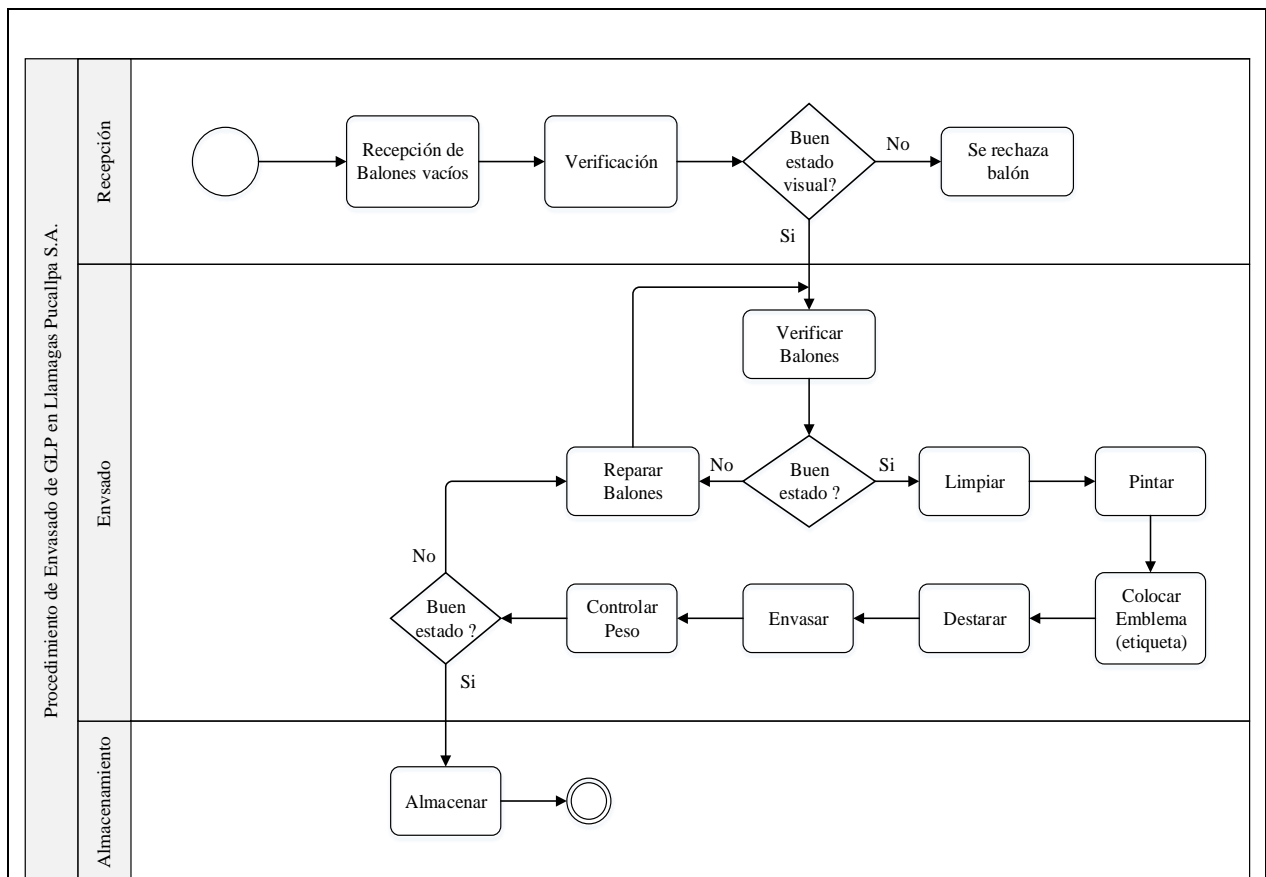 Procedimiento de Envasado de GLP en Llamagas Pucallpa S.A.
Recepción
Recepción de
Balones vacíos
Verificación
Buen
estado
visual?
No
Se rechaza
balón
Si
Envsado
Verificar
Balones
Reparar
Balones
No
Buen
estado ?
Si
Limpiar
Pintar
No
Buen
estado ?
Controlar
Peso
Envasar
Destarar
Colocar
Emblema
(etiqueta)
Si
Almacenamiento
Almacenar